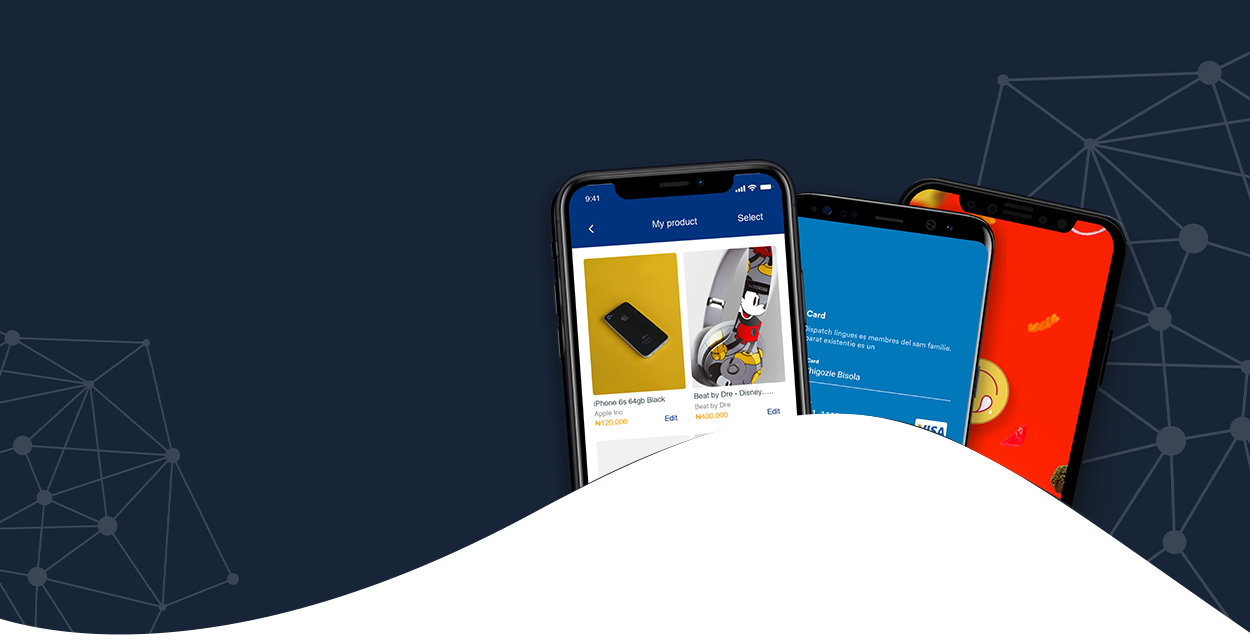 9:41
My product
Select
iPhone 6s 64gb Black
Apple Inc
₦120,000
Edit
Beat by Dre - Disney......
Beat by Dre
₦400,000
Edit
Card
Dispatch lingues es membres del sam familie.
parat existentie es un
Card
higozie Bisola
VISA